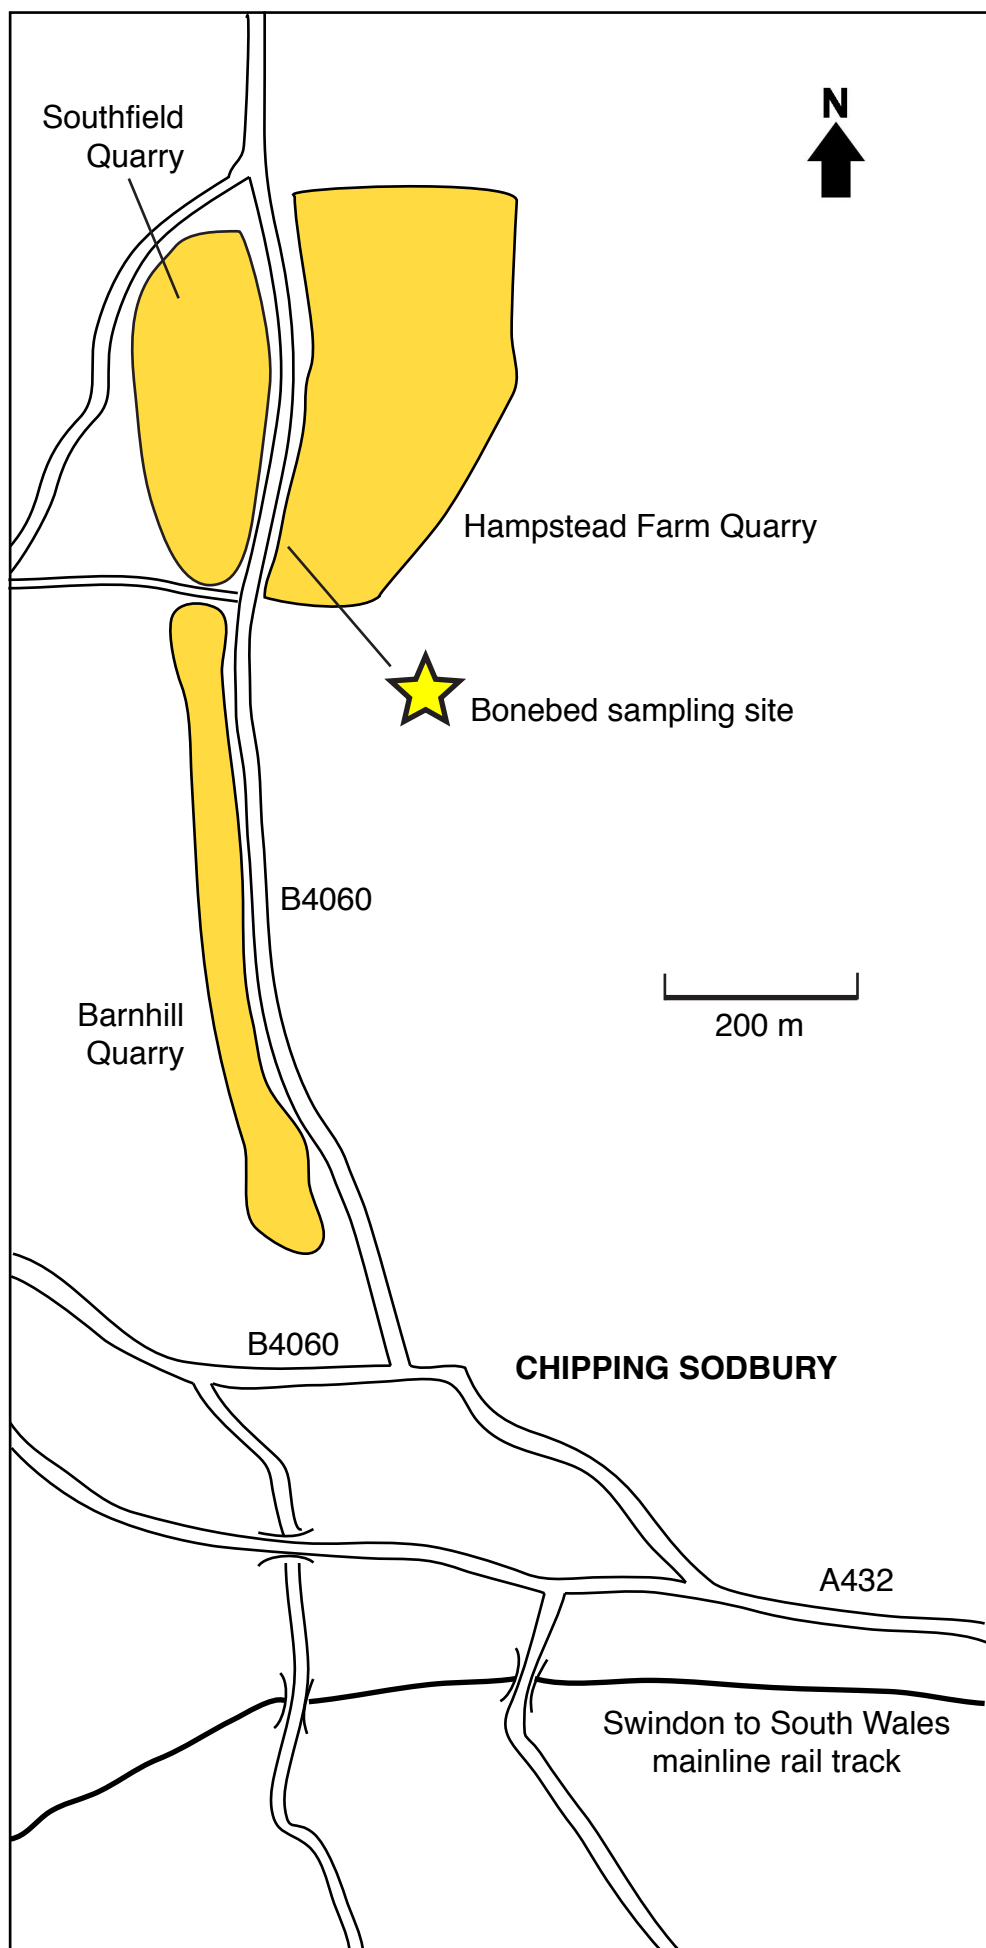 N
Southfield
Quarry
Hampstead Farm Quarry
Bonebed sampling site
B4060
Barnhill
Quarry
200 m
B4060
CHIPPING SODBURY
A432
Swindon to South Wales
mainline rail track